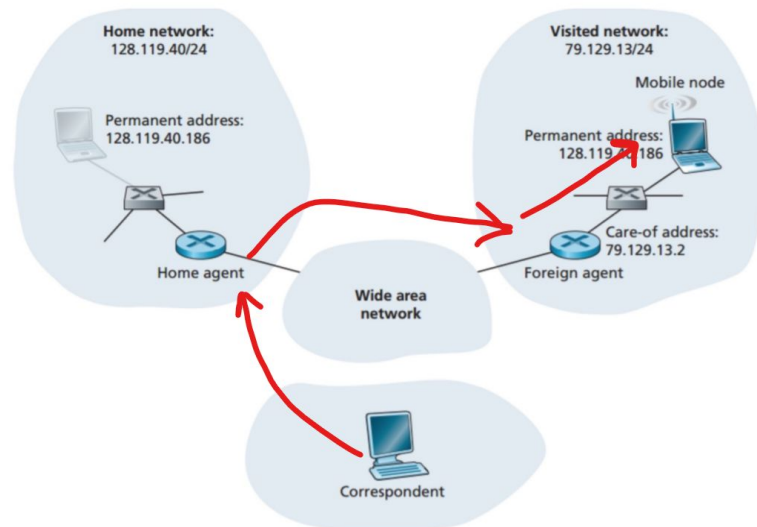 Home network:
128.119.40/24
Visited network:
79.129.13/24
Mobile node
Permanent address:
128.119.40.186
Permanent address:
128.119.40.186
Care-of address:
79.129.13.2
Home agent
Foreign agent
Wide area
network
Correspondent